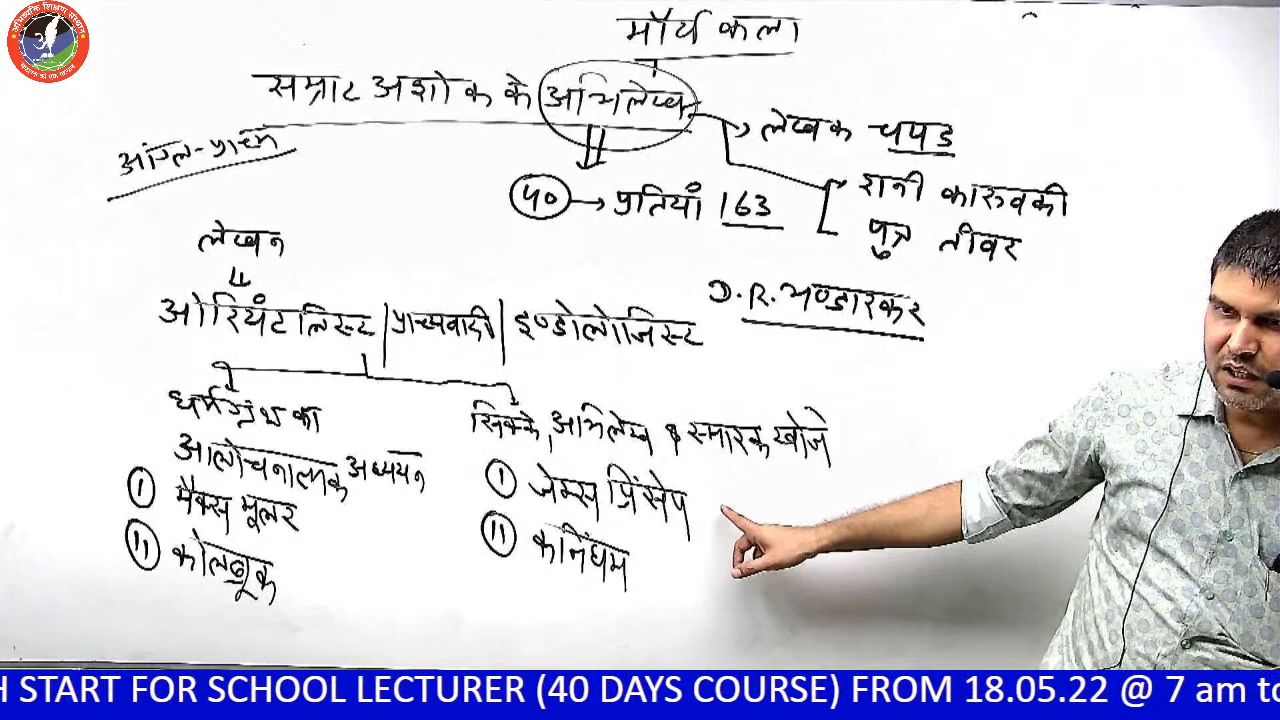 मौर्य कला
सम्राट अशोक के अभिलेख
लेखक चपड
आंग्ल-प्राच्य
रानी कारुवकी
५० → प्रतियाँ 163
पुत्र तीवर
लेखन
D.R. भण्डारकर
ओरियंटलिस्ट | प्राच्यवादी | इण्डोलोजिस्ट
धर्मग्रंथ का
सिक्के, अभिलेख व स्मारक खोजे
आलोचनात्मक अध्ययन
(i) मैक्स मूलर
(i) जेम्स प्रिंसेप
(ii) कोलब्रूक
(ii) कनिंघम
H START FOR SCHOOL LECTURER (40 DAYS COURSE) FROM 18.05.22 @ 7 am to